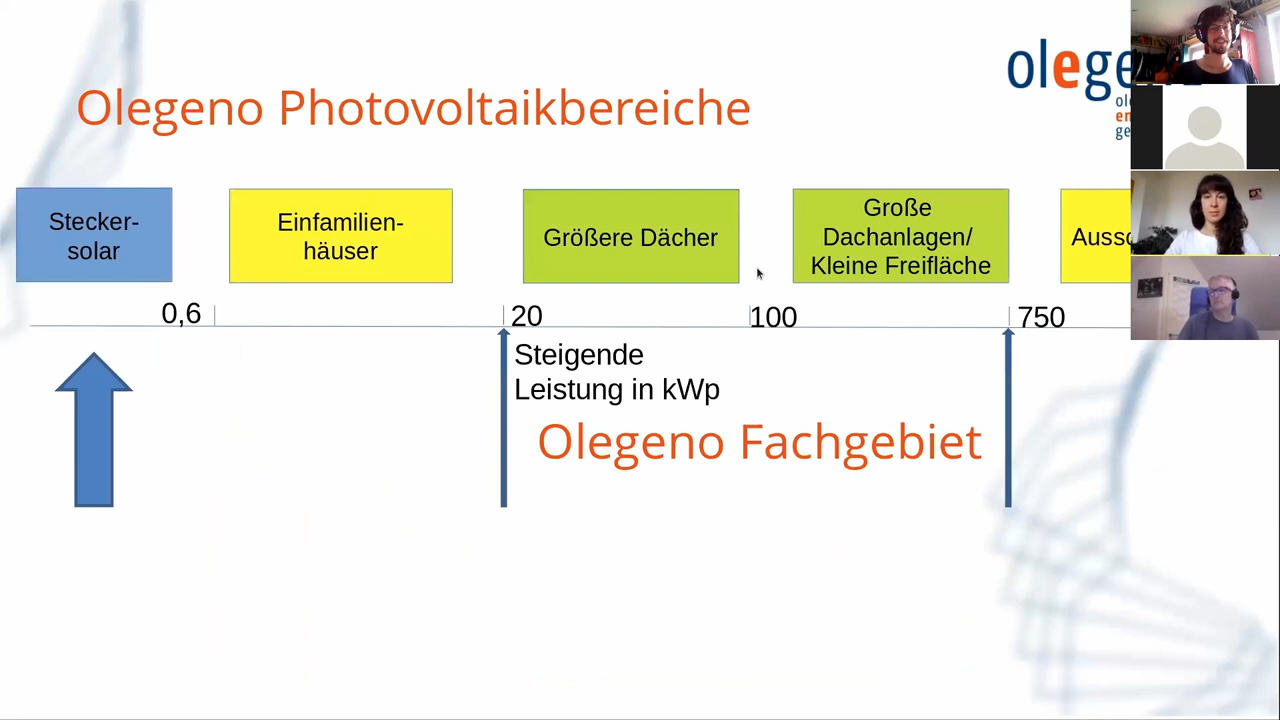 Olegeno Photovoltaikbereiche
Stecker-
solar
Einfamilien-
häuser
Größere Dächer
Große
Dachanlagen/
Kleine Freifläche
0,6
20
100
750
Steigende
Leistung in kWp
Olegeno Fachgebiet